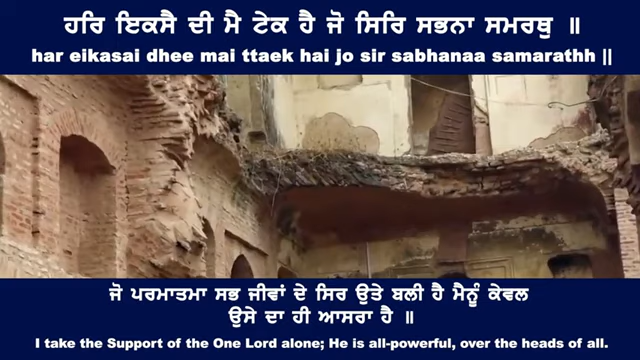 ਹਰਿ ਇਕਸੈ ਦੀ ਮੈ ਟੇਕ ਹੈ ਜੋ ਸਿਰਿ ਸਭਨਾ ਸਮਰਥੁ ॥
har eikasai dhee mai ttaek hai jo sir sabhanaa samarathh ||
ਜੋ ਪਰਮਾਤਮਾ ਸਭ ਜੀਵਾਂ ਦੇ ਸਿਰ ਉਤੇ ਬਲੀ ਹੈ ਮੈਨੂੰ ਕੇਵਲ
ਉਸੇ ਦਾ ਹੀ ਆਸਰਾ ਹੈ ॥
I take the Support of the One Lord alone; He is all-powerful, over the heads of all.